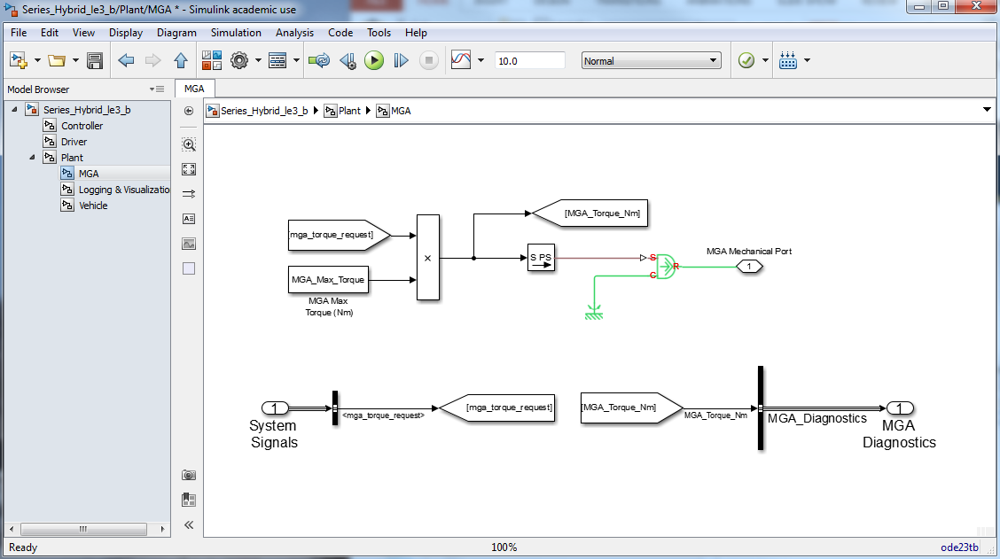 Series_Hybrid_le3_b/Plant/MGA * - Simulink academic use
File Edit View Display Diagram Simulation Analysis Code Tools Help
10.0 Normal
Model Browser
MGA
Series_Hybrid_le3_b
Controller
Driver
Plant
MGA
Logging & Visualizatio
Vehicle
Series_Hybrid_le3_b Plant MGA
[MGA_Torque_Nm]
[mga_torque_request]
×
S PS
S
C
R
MGA Mechanical Port
1
MGA_Max_Torque
MGA Max
Torque (Nm)
1
System
Signals
<mga_torque_request>
[mga_torque_request]
[MGA_Torque_Nm]
MGA_Torque_Nm
MGA_Diagnostics
1
MGA
Diagnostics
Ready 100% ode23tb